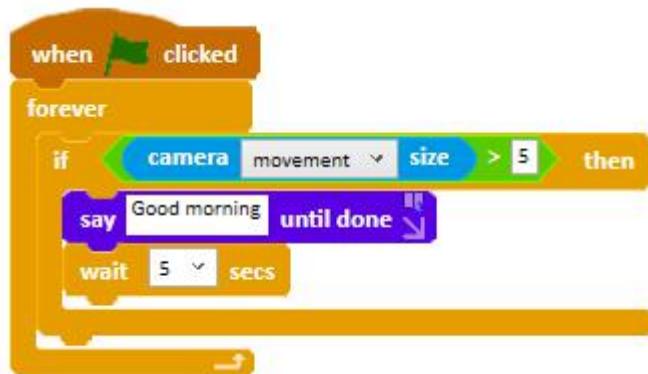 when clicked
forever
if camera movement size > 5 then
say Good morning until done
wait 5 secs